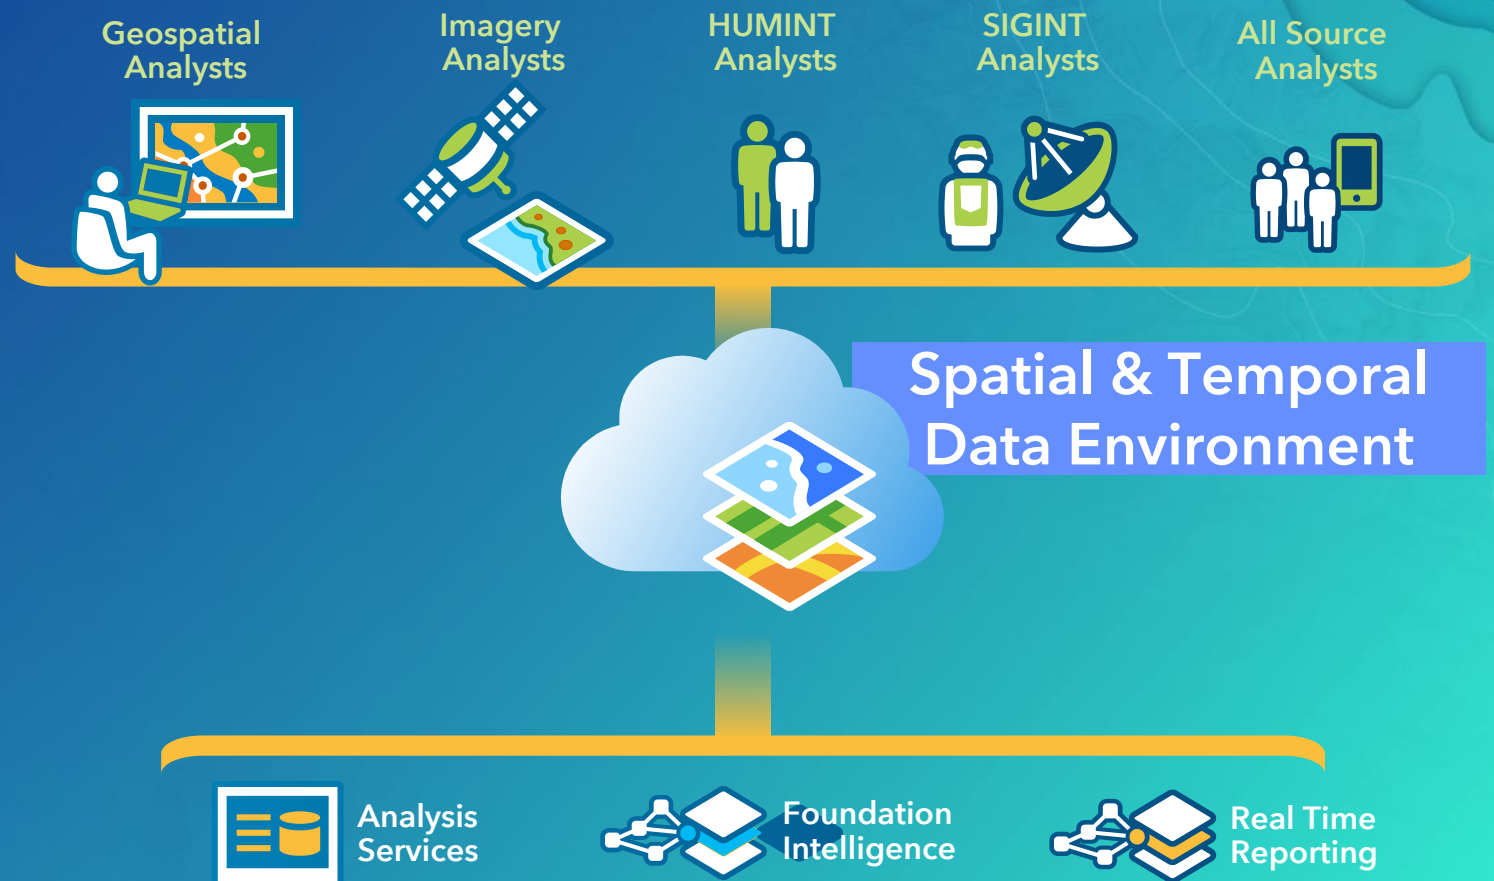 Geospatial
Analysts
Imagery
Analysts
HUMINT
Analysts
SIGINT
Analysts
All Source
Analysts
Spatial & Temporal
Data Environment
Analysis
Services
Foundation
Intelligence
Real Time
Reporting